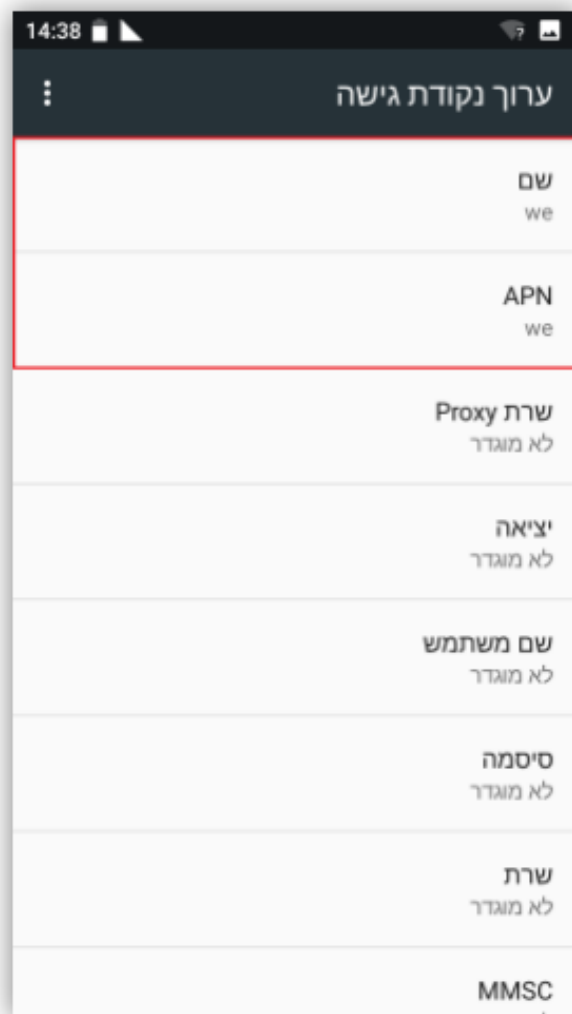 14:38
ערוך נקודת גישה
שם
we
APN
we
שרת Proxy
לא מוגדר
יציאה
לא מוגדר
שם משתמש
לא מוגדר
סיסמה
לא מוגדר
שרת
לא מוגדר
MMSC